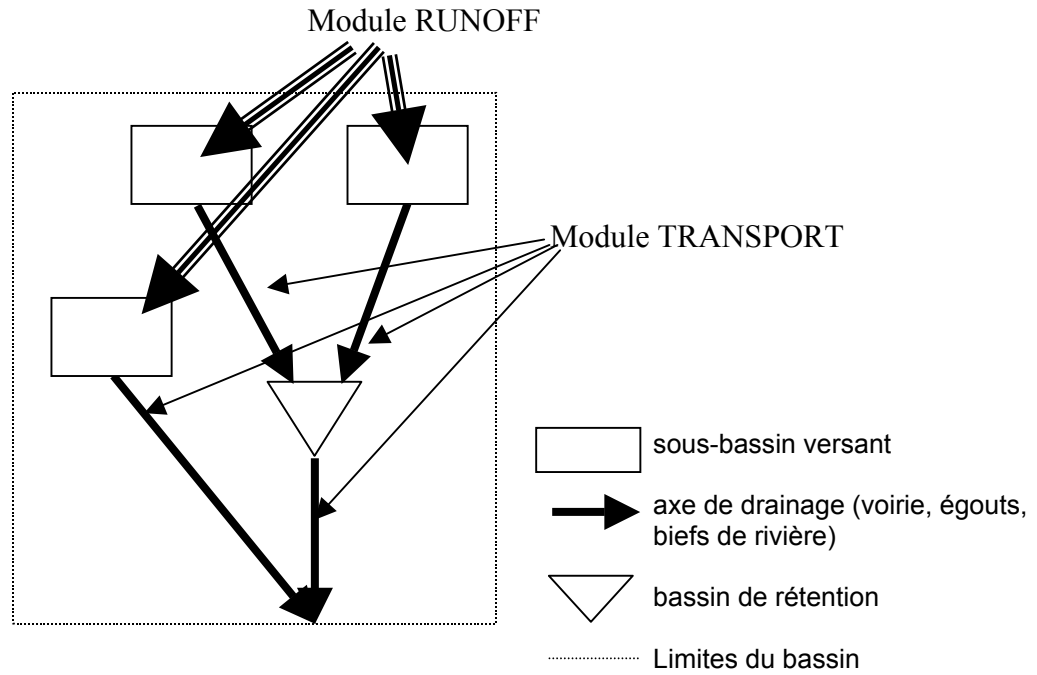 Module RUNOFF
Module TRANSPORT
sous-bassin versant
axe de drainage (voirie, égouts,
biefs de rivière)
bassin de rétention
Limites du bassin